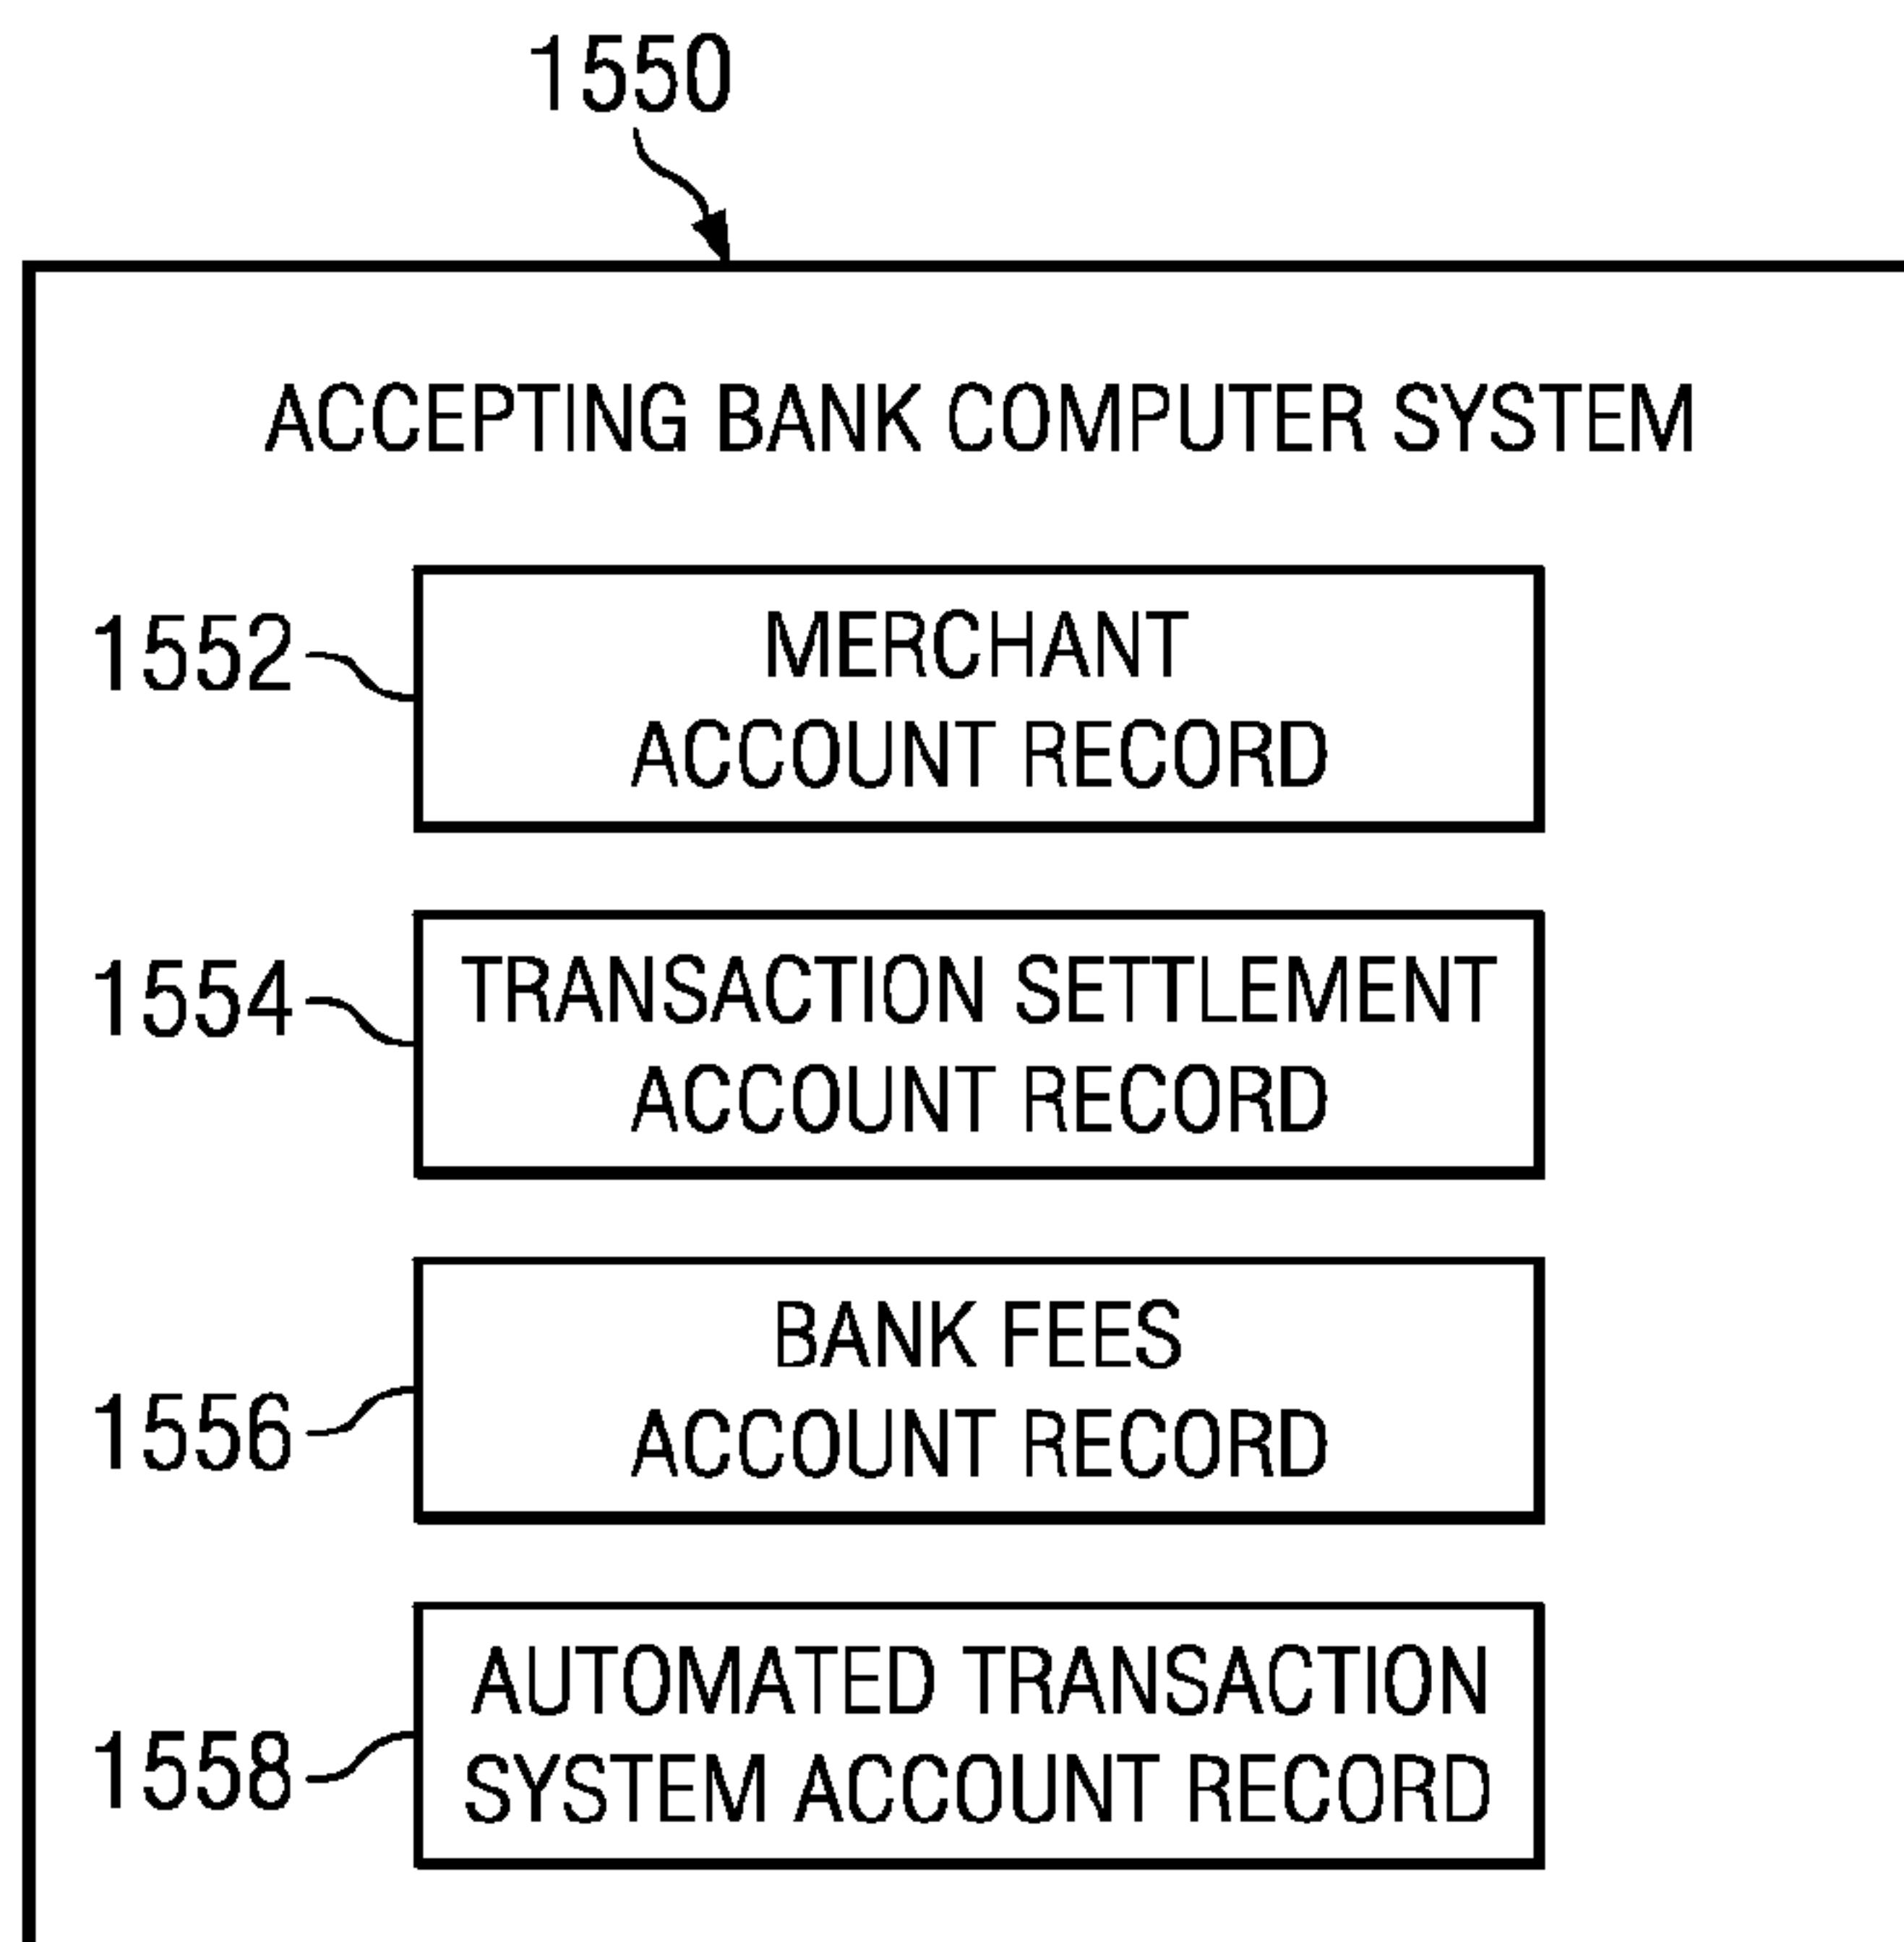 1550
ACCEPTING BANK COMPUTER SYSTEM
1552
MERCHANT
ACCOUNT RECORD
1554
TRANSACTION SETTLEMENT
ACCOUNT RECORD
1556
BANK FEES
ACCOUNT RECORD
1558
AUTOMATED TRANSACTION
SYSTEM ACCOUNT RECORD